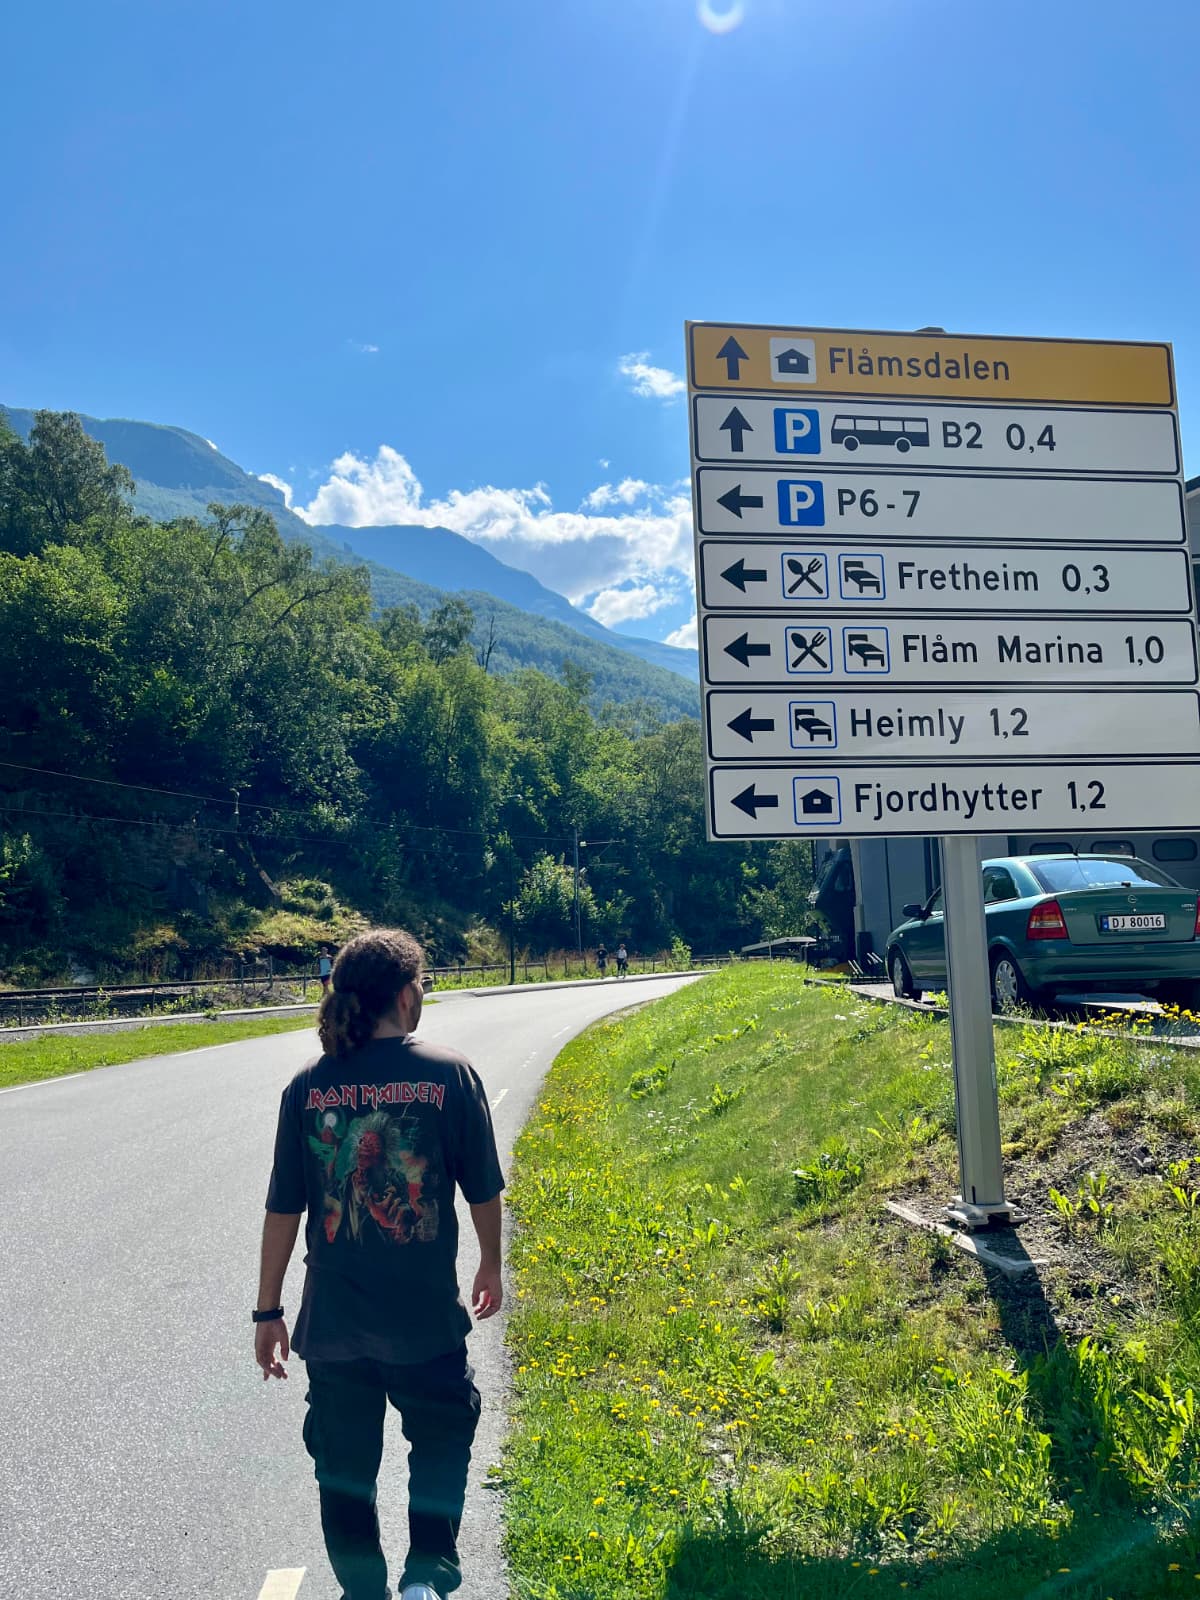 Flåmsdalen
P B2 0,4
P P6-7
Fretheim 0,3
Flåm Marina 1,0
Heimly 1,2
Fjordhytter 1,2
DJ 80016
IRON MAIDEN